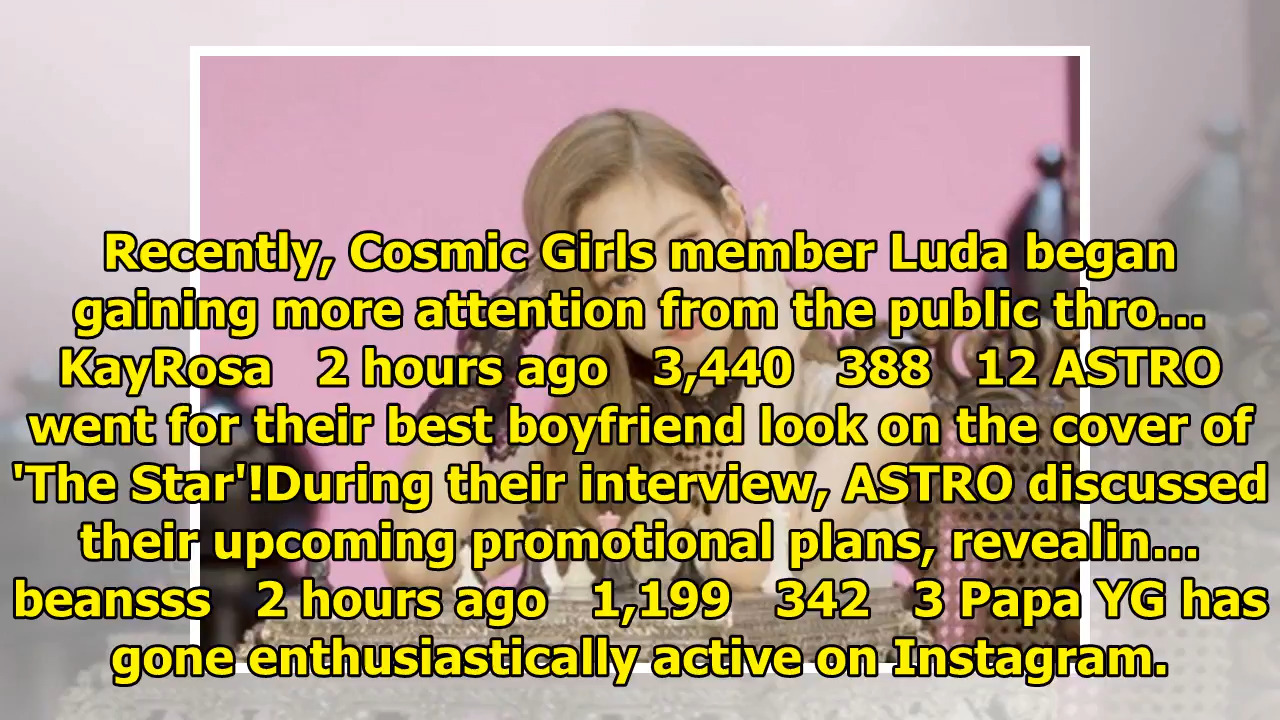 Recently, Cosmic Girls member Luda began
gaining more attention from the public thro...
KayRosa 2 hours ago 3,440 388 12 ASTRO
went for their best boyfriend look on the cover of
'The Star'!During their interview, ASTRO discussed
their upcoming promotional plans, revealin...
beansss 2 hours ago 1,199 342 3 Papa YG has
gone enthusiastically active on Instagram.